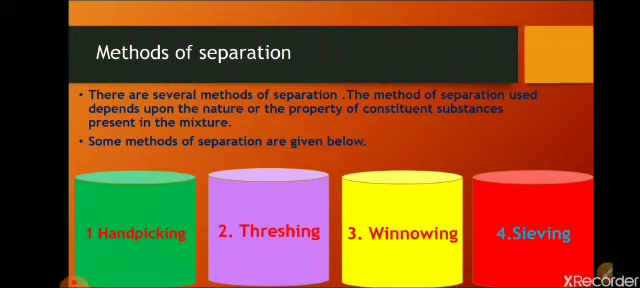 Methods of separation
• There are several methods of separation .The method of separation used
depends upon the nature or the property of constituent substances
present in the mixture.
• Some methods of separation are given below.
1 Handpicking
2. Threshing
3. Winnowing
4.Sieving
XRecorder